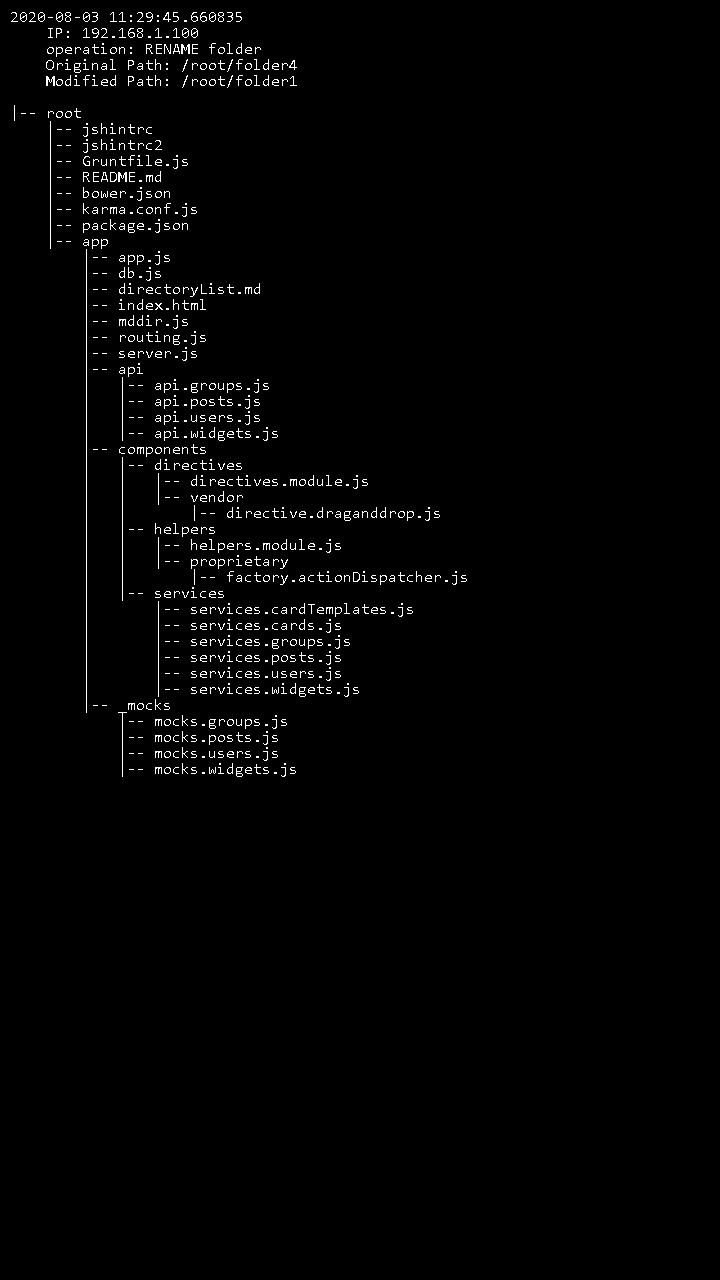 2020-08-03 11:29:45.660835
    IP: 192.168.1.100
    operation: RENAME folder
    Original Path: /root/folder4
    Modified Path: /root/folder1

|-- root
    |-- jshintrc
    |-- jshintrc2
    |-- Gruntfile.js
    |-- README.md
    |-- bower.json
    |-- karma.conf.js
    |-- package.json
    |-- app
        |-- app.js
        |-- db.js
        |-- directoryList.md
        |-- index.html
        |-- mddir.js
        |-- routing.js
        |-- server.js
        |-- api
        |   |-- api.groups.js
        |   |-- api.posts.js
        |   |-- api.users.js
        |   |-- api.widgets.js
        |-- components
        |   |-- directives
        |   |   |-- directives.module.js
        |   |   |-- vendor
        |   |       |-- directive.draganddrop.js
        |   |-- helpers
        |   |   |-- helpers.module.js
        |   |   |-- proprietary
        |   |       |-- factory.actionDispatcher.js
        |   |-- services
        |       |-- services.cardTemplates.js
        |       |-- services.cards.js
        |       |-- services.groups.js
        |       |-- services.posts.js
        |       |-- services.users.js
        |       |-- services.widgets.js
        |-- _mocks
            |-- mocks.groups.js
            |-- mocks.posts.js
            |-- mocks.users.js
            |-- mocks.widgets.js